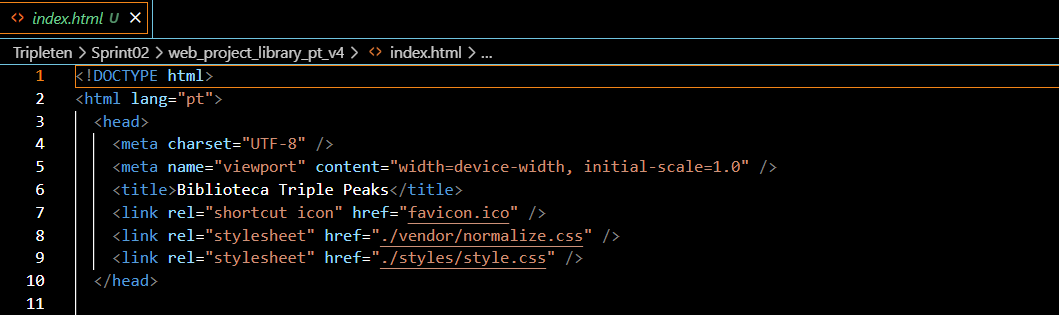 <> index.html U ×
Tripleten > Sprint02 > web_project_library_pt_v4 > <> index.html > ...
1 <!DOCTYPE html>
2 <html lang="pt">
3 <head>
4 <meta charset="UTF-8" />
5 <meta name="viewport" content="width=device-width, initial-scale=1.0" />
6 <title>Biblioteca Triple Peaks</title>
7 <link rel="shortcut icon" href="favicon.ico" />
8 <link rel="stylesheet" href="./vendor/normalize.css" />
9 <link rel="stylesheet" href="./styles/style.css" />
10 </head>
11